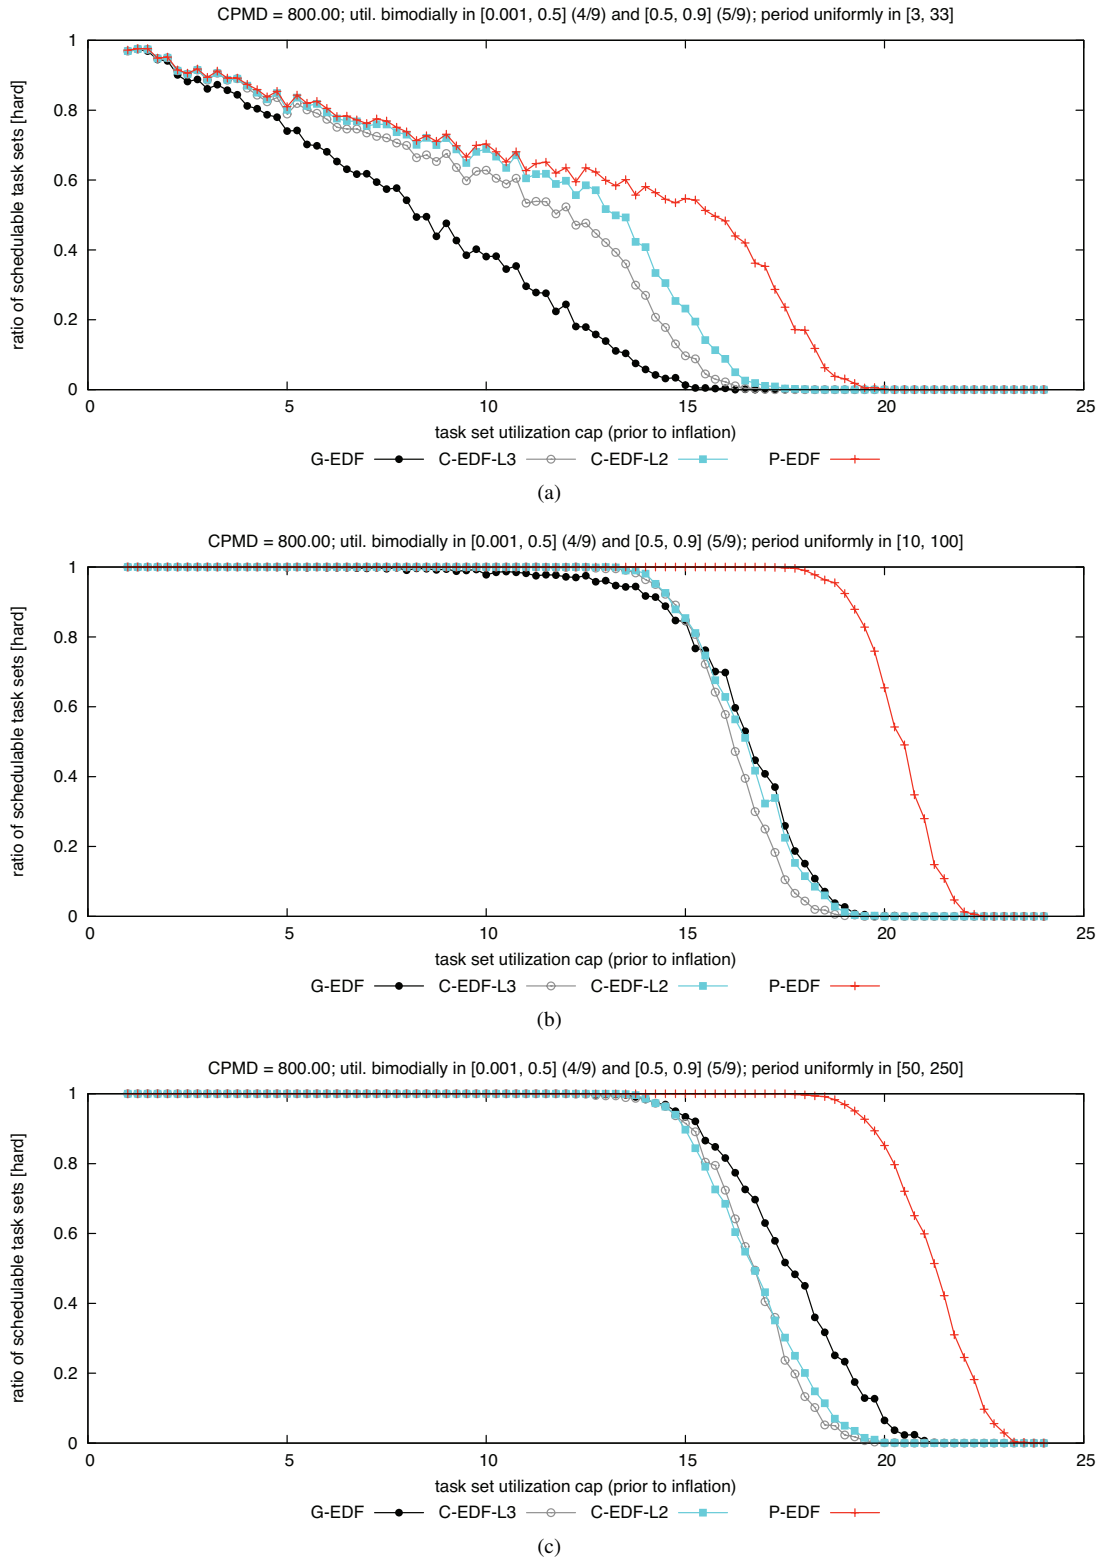 CPMD = 800.00; util. bimodially in [0.001, 0.5] (4/9) and [0.5, 0.9] (5/9); period uniformly in [3, 33]
1
0.8
0.6
0.4
0.2
0
ratio of schedulable task sets [hard]
0 5 10 15 20 25
task set utilization cap (prior to inflation)
G-EDF C-EDF-L3 C-EDF-L2 P-EDF
(a)
CPMD = 800.00; util. bimodially in [0.001, 0.5] (4/9) and [0.5, 0.9] (5/9); period uniformly in [10, 100]
1
0.8
0.6
0.4
0.2
0
ratio of schedulable task sets [hard]
0 5 10 15 20 25
task set utilization cap (prior to inflation)
G-EDF C-EDF-L3 C-EDF-L2 P-EDF
(b)
CPMD = 800.00; util. bimodially in [0.001, 0.5] (4/9) and [0.5, 0.9] (5/9); period uniformly in [50, 250]
1
0.8
0.6
0.4
0.2
0
ratio of schedulable task sets [hard]
0 5 10 15 20 25
task set utilization cap (prior to inflation)
G-EDF C-EDF-L3 C-EDF-L2 P-EDF
(c)